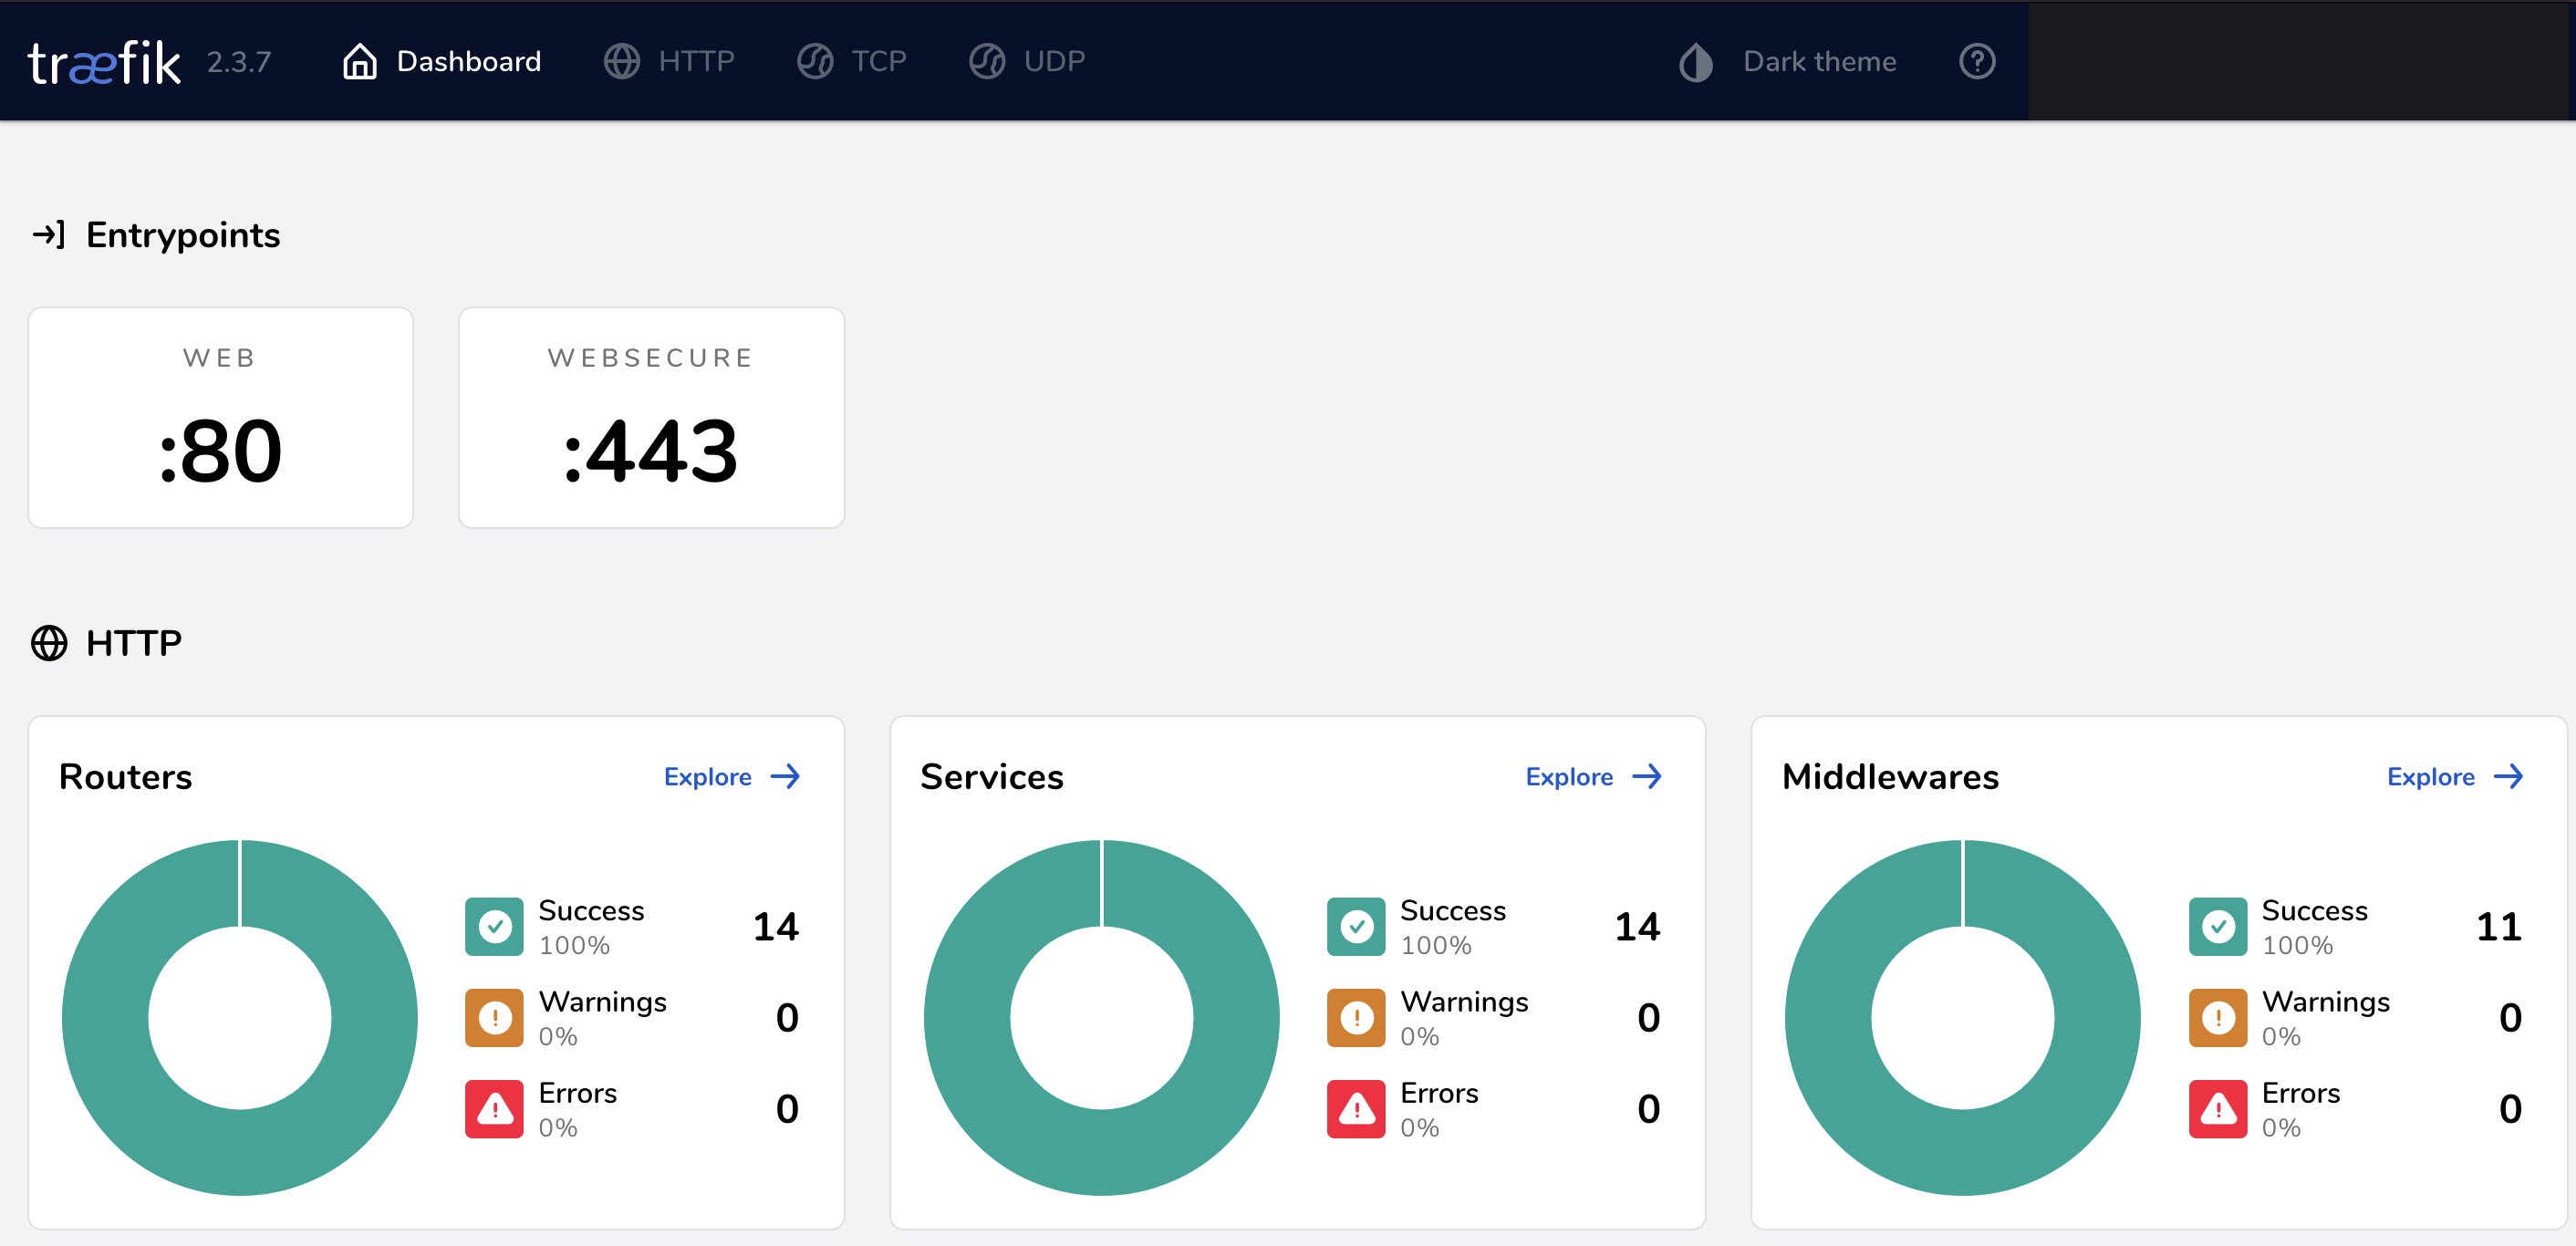 træfik 2.3.7 Dashboard HTTP TCP UDP Dark theme
Entrypoints
WEB WEBSECURE
:80 :443
HTTP
Routers Explore
Success 14
100%
Warnings 0
0%
Errors 0
0%
Services Explore
Success 14
100%
Warnings 0
0%
Errors 0
0%
Middlewares Explore
Success 11
100%
Warnings 0
0%
Errors 0
0%